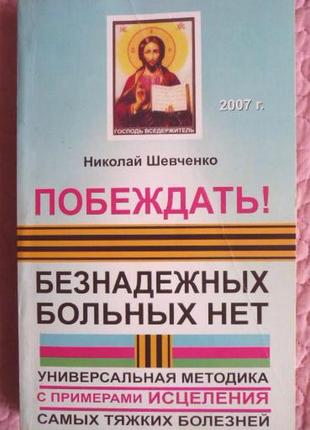 ГОСПОДЬ ВСЕДЕРЖИТЕЛЬ
2007 г.
Николай Шевченко
ПОБЕЖДАТЬ!
БЕЗНАДЕЖНЫХ
БОЛЬНЫХ НЕТ
УНИВЕРСАЛЬНАЯ МЕТОДИКА
С ПРИМЕРАМИ ИСЦЕЛЕНИЯ
САМЫХ ТЯЖКИХ БОЛЕЗНЕЙ